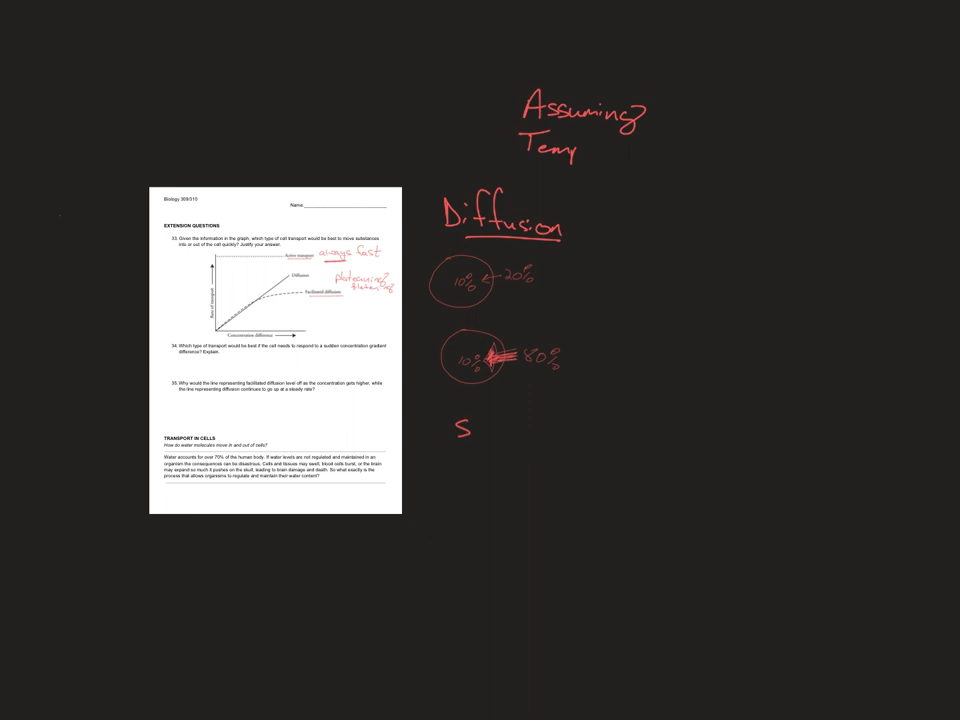 Assuming
Temp
Biology 309/310
Name:
EXTENSION QUESTIONS
33. Given the information in the graph, which type of cell transport would be best to move substances
into or out of the cell quickly? Justify your answer.
Active transport always fast
Diffusion
plateauing?
Facilitated diffusion
Rate of transport
Concentration difference
34. Which type of transport would be best if the cell needs to respond to a sudden concentration gradient
difference? Explain.
35. Why would the line representing facilitated diffusion level off as the concentration gets higher, while
the line representing diffusion continues to go up at a steady rate?
TRANSPORT IN CELLS
How do water molecules move in and out of cells?
Water accounts for over 70% of the human body. If water levels are not regulated and maintained in an
organism the consequences can be disastrous. Cells and tissues may swell, blood cells burst, or the brain
may expand so much it pushes on the skull, leading to brain damage and death. So what exactly is the
process that allows organisms to regulate and maintain their water content?
Diffusion
10% 20%
10% 80%
S